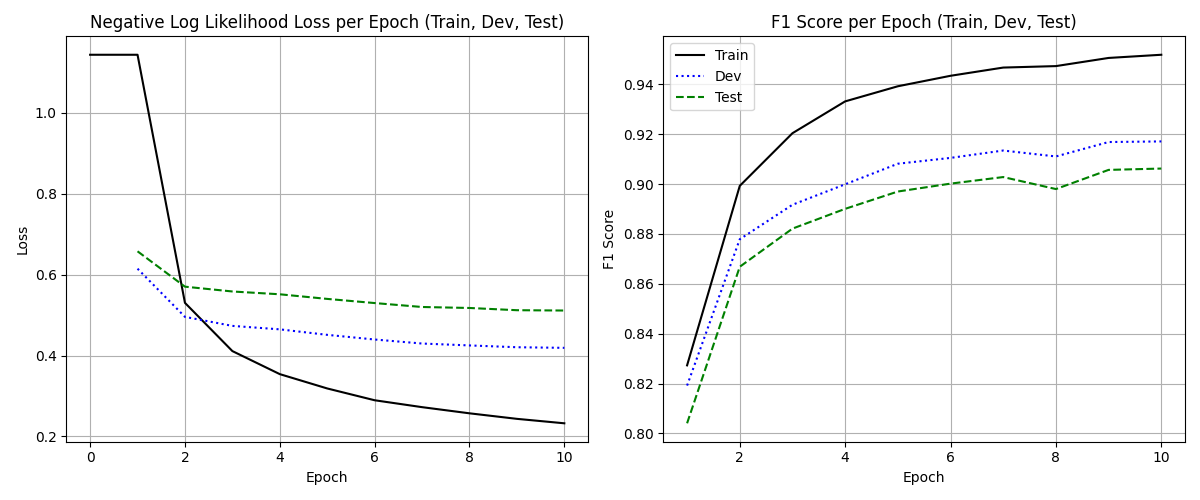 Negative Log Likelihood Loss per Epoch (Train, Dev, Test)
Loss
1.0
0.8
0.6
0.4
0.2
0 2 4 6 8 10
Epoch
F1 Score per Epoch (Train, Dev, Test)
Train
Dev
Test
F1 Score
0.94
0.92
0.90
0.88
0.86
0.84
0.82
0.80
2 4 6 8 10
Epoch